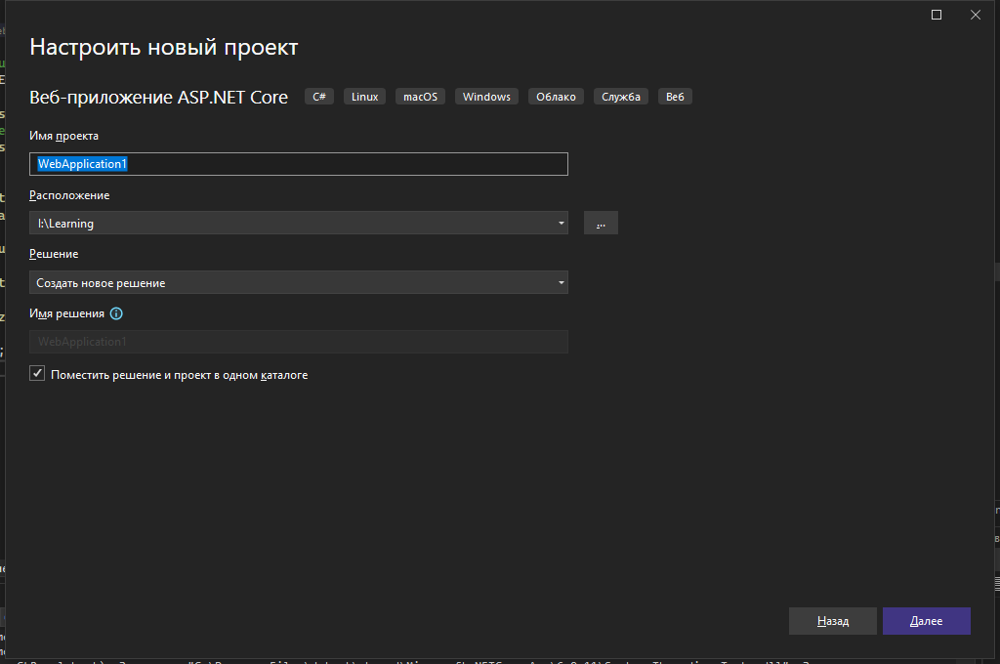 Настроить новый проект
Веб-приложение ASP.NET Core C# Linux macOS Windows Облако Служба Веб
Имя проекта
WebApplication1
Расположение
I:\Learning
...
Решение
Создать новое решение
Имя решения
WebApplication1
Поместить решение и проект в одном каталоге
Назад Далее